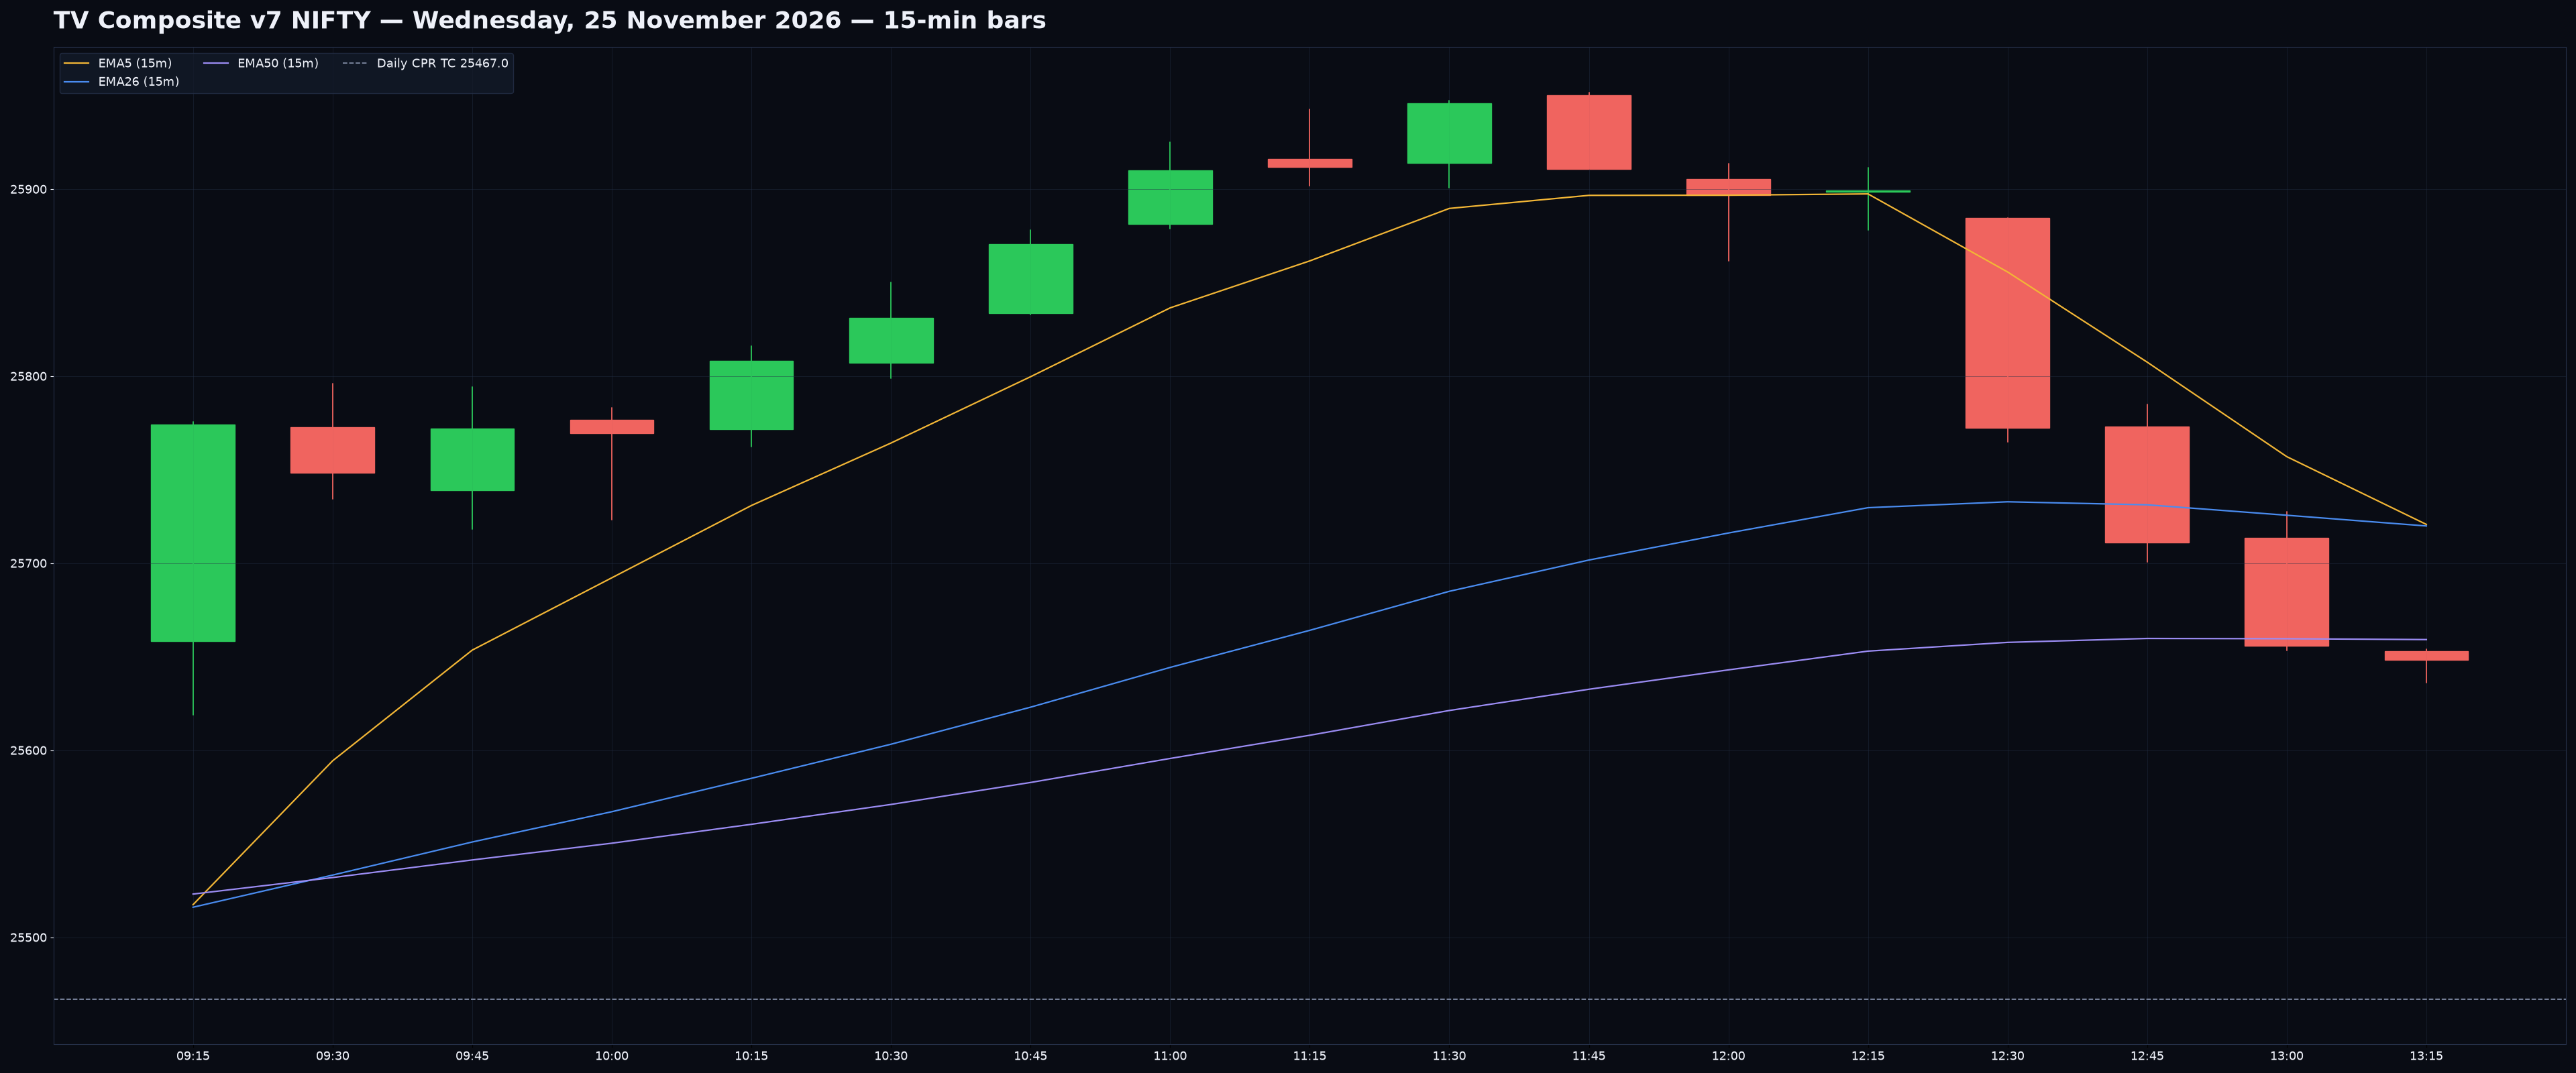 TV Composite v7 NIFTY — Wednesday, 25 November 2026 — 15-min bars
EMA5 (15m) EMA50 (15m) Daily CPR TC 25467.0
EMA26 (15m)
25900
25800
25700
25600
25500
09:15 09:30 09:45 10:00 10:15 10:30 10:45 11:00 11:15 11:30 11:45 12:00 12:15 12:30 12:45 13:00 13:15